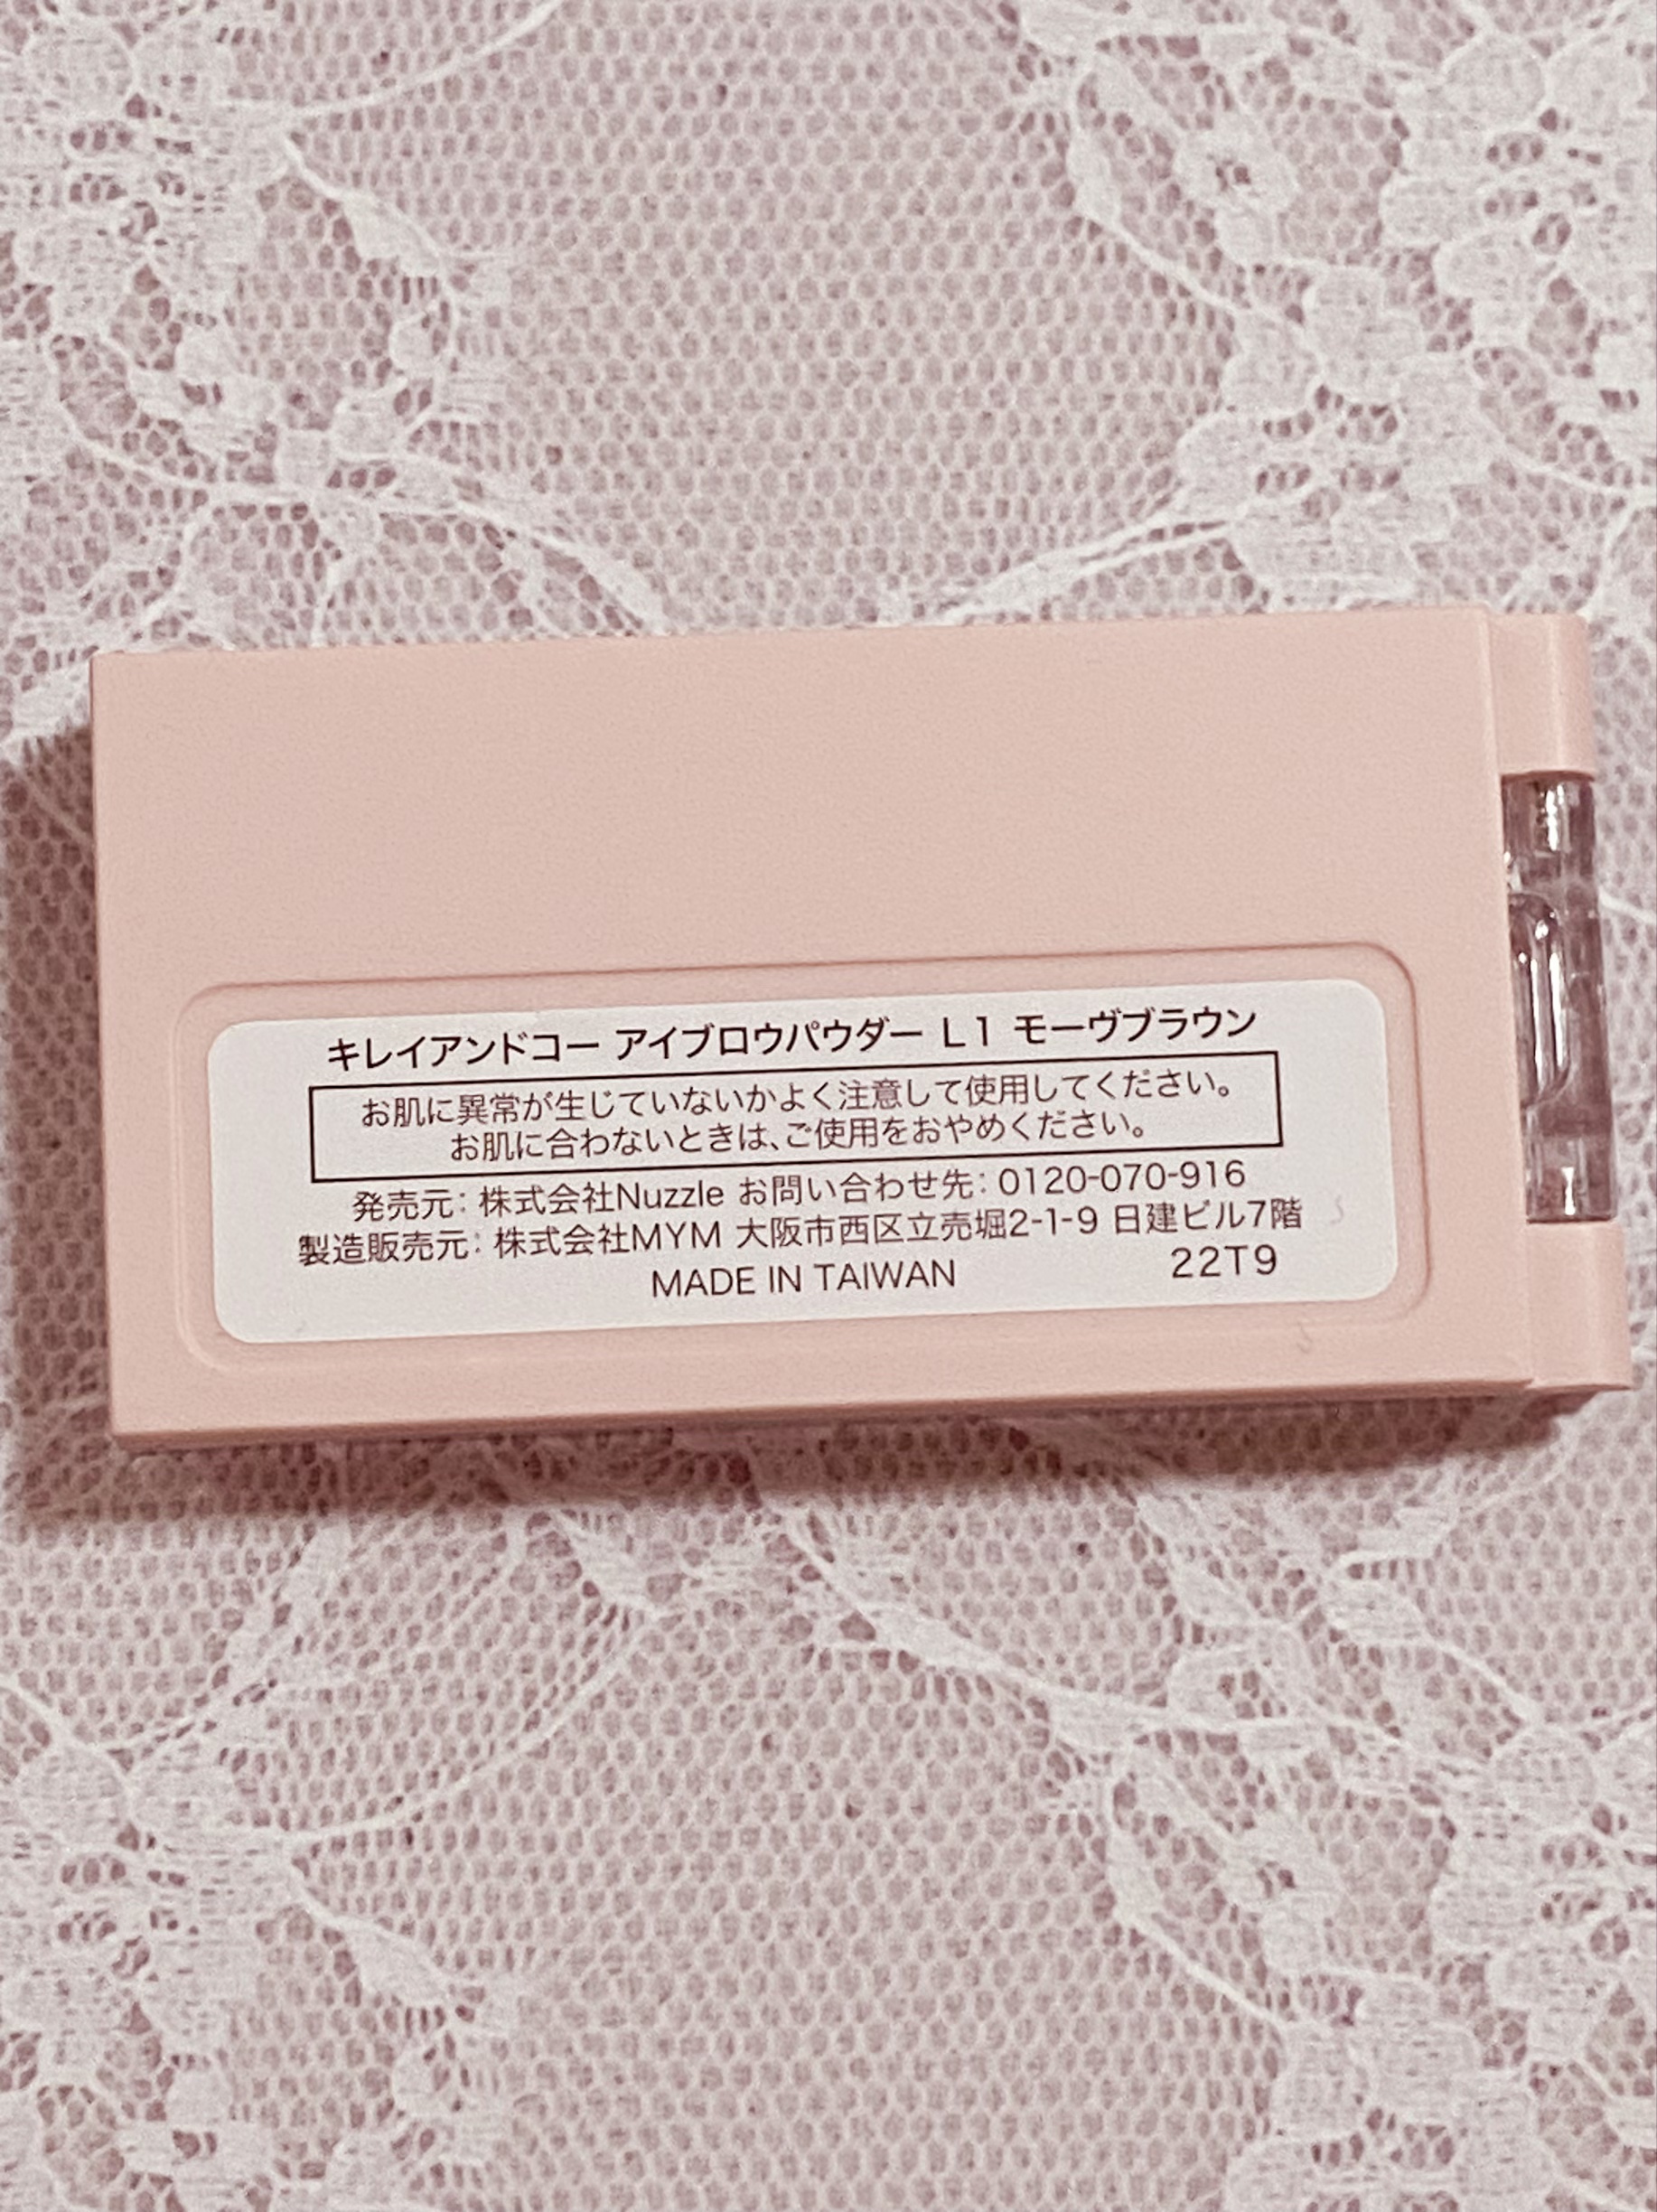 キレイアンドコー アイブロウパウダー L1 モーヴブラウン
お肌に異常が生じていないかよく注意して使用してください。
お肌に合わないときは、ご使用をおやめください。
発売元: 株式会社Nuzzle お問い合わせ先: 0120-070-916
製造販売元: 株式会社MYM 大阪市西区立売堀2-1-9 日建ビル7階
MADE IN TAIWAN 22T9